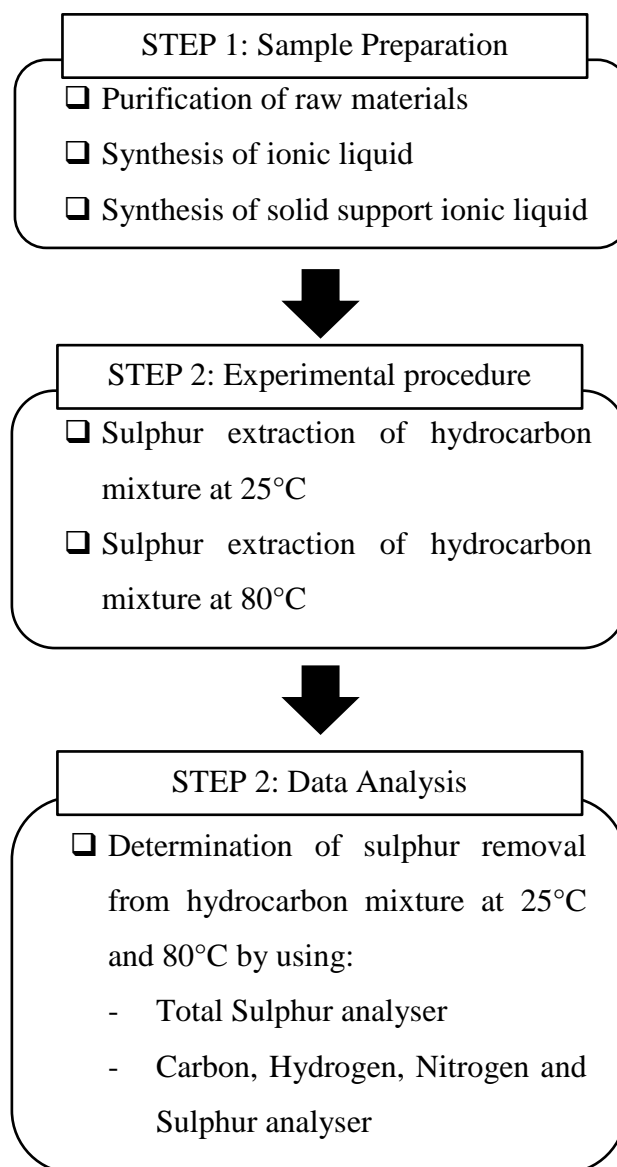 STEP 1: Sample Preparation
❑ Purification of raw materials
❑ Synthesis of ionic liquid
❑ Synthesis of solid support ionic liquid
STEP 2: Experimental procedure
❑ Sulphur extraction of hydrocarbon
mixture at 25°C
❑ Sulphur extraction of hydrocarbon
mixture at 80°C
STEP 2: Data Analysis
❑ Determination of sulphur removal
from hydrocarbon mixture at 25°C
and 80°C by using:
- Total Sulphur analyser
- Carbon, Hydrogen, Nitrogen and
Sulphur analyser